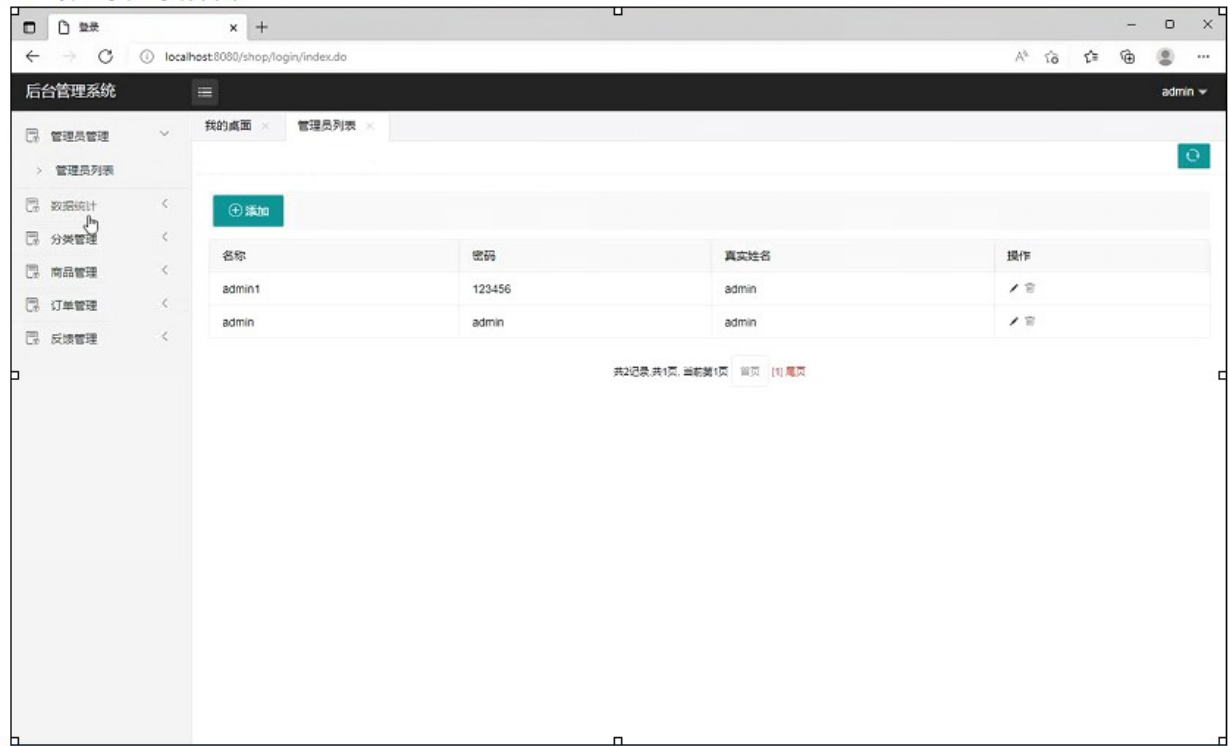 登录
localhost:8080/shop/login/index.do
后台管理系统
admin
管理员管理
管理员列表
数据统计
分类管理
商品管理
订单管理
反馈管理
我的桌面
管理员列表
添加
名称 密码 真实姓名 操作
admin1 123456 admin
admin admin admin
共2记录,共1页, 当前第1页 首页 [1] 尾页